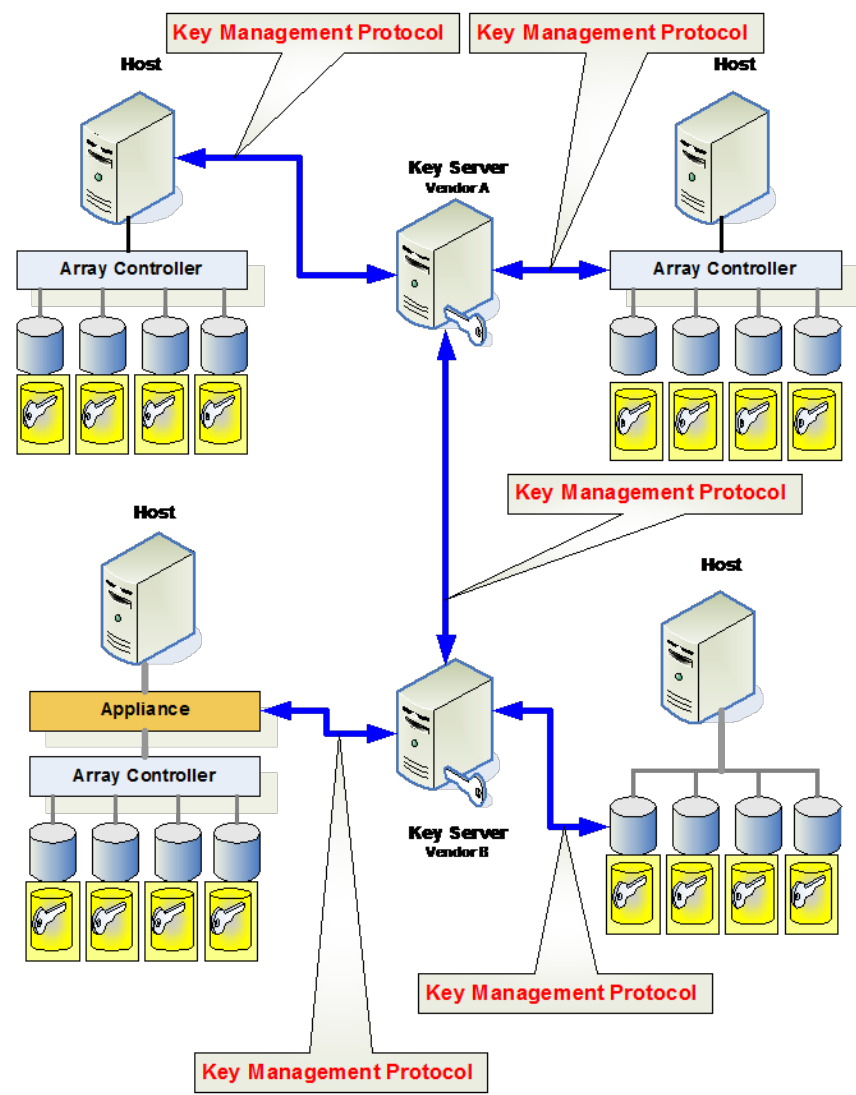 Key Management Protocol
Key Management Protocol
Host
Host
Key Server
Vendor A
Array Controller
Array Controller
Key Management Protocol
Host
Host
Appliance
Array Controller
Key Server
Vendor B
Key Management Protocol
Key Management Protocol